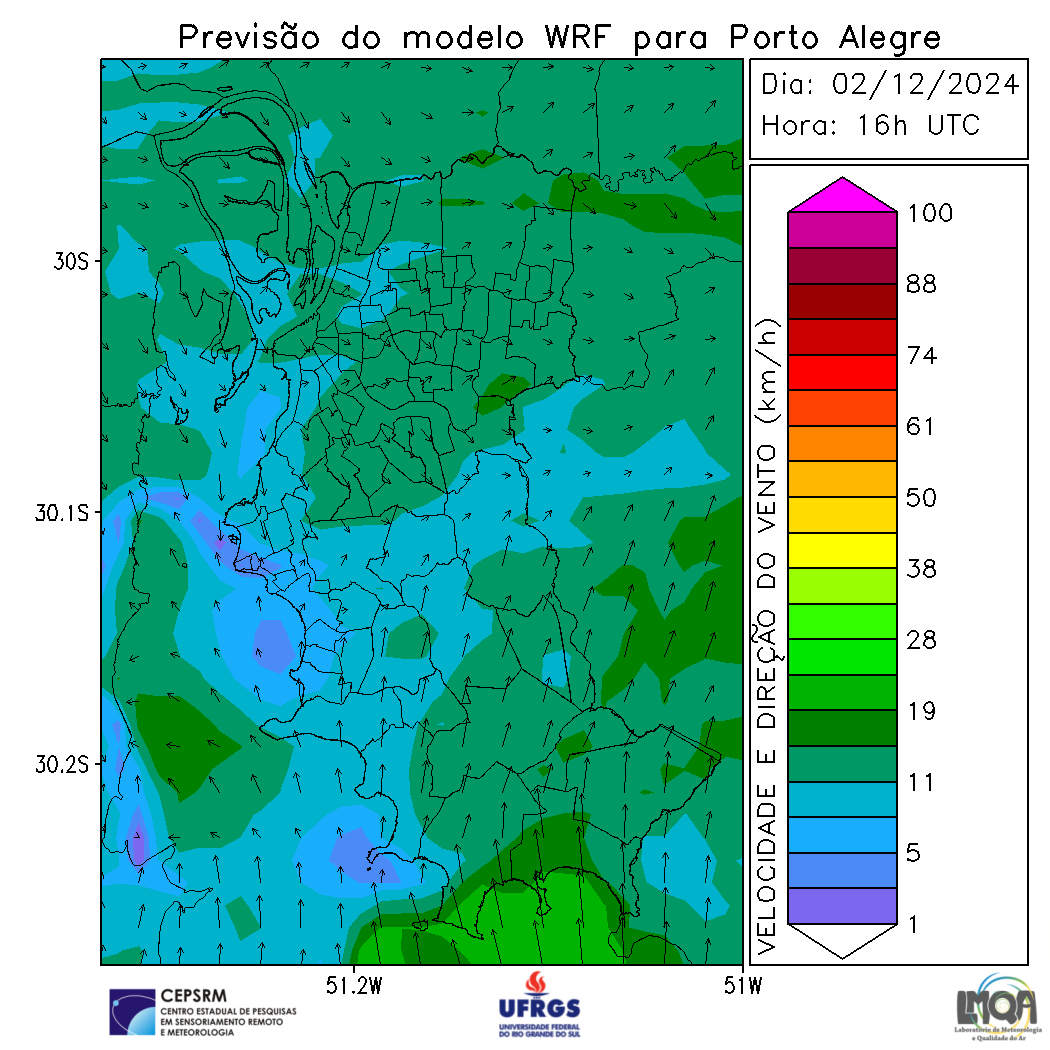 Previsão do modelo WRF para Porto Alegre
Dia: 02/12/2024
Hora: 16h UTC
30S
30.1S
30.2S
51.2W
51W
VELOCIDADE E DIREÇÃO DO VENTO (km/h)
100
88
74
61
50
38
28
19
11
5
1
CEPSRM
CENTRO ESTADUAL DE PESQUISAS
EM SENSORIAMENTO REMOTO
E METEOROLOGIA
UFRGS
UNIVERSIDADE FEDERAL
DO RIO GRANDE DO SUL
LMQA
Laboratório de Meteorologia
e Qualidade do Ar